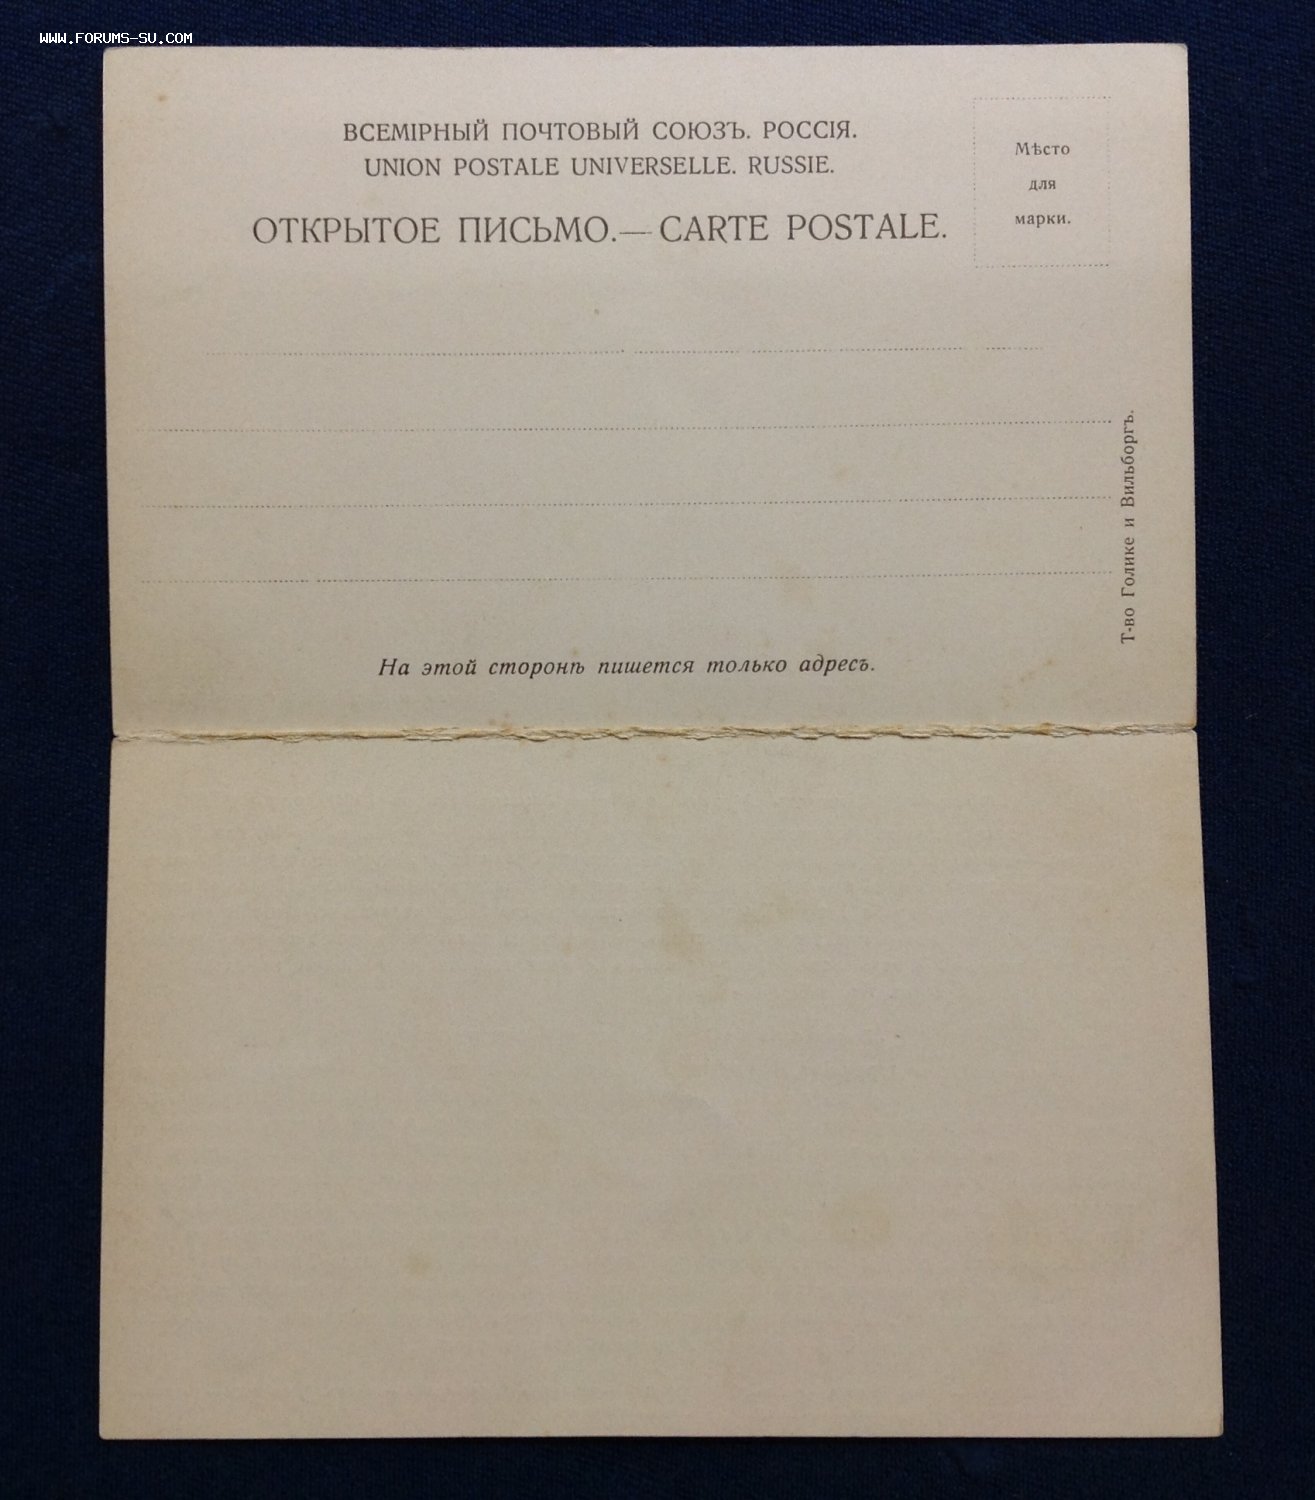 WWW.FORUMS-SU.COM
ВСЕМІРНЫЙ ПОЧТОВЫЙ СОЮЗЪ. РОССІЯ.
UNION POSTALE UNIVERSELLE. RUSSIE.
ОТКРЫТОЕ ПИСЬМО.—CARTE POSTALE.
Мѣсто
для
марки.
Т-во Голике и Вильборгъ.
На этой сторонѣ пишется только адресъ.